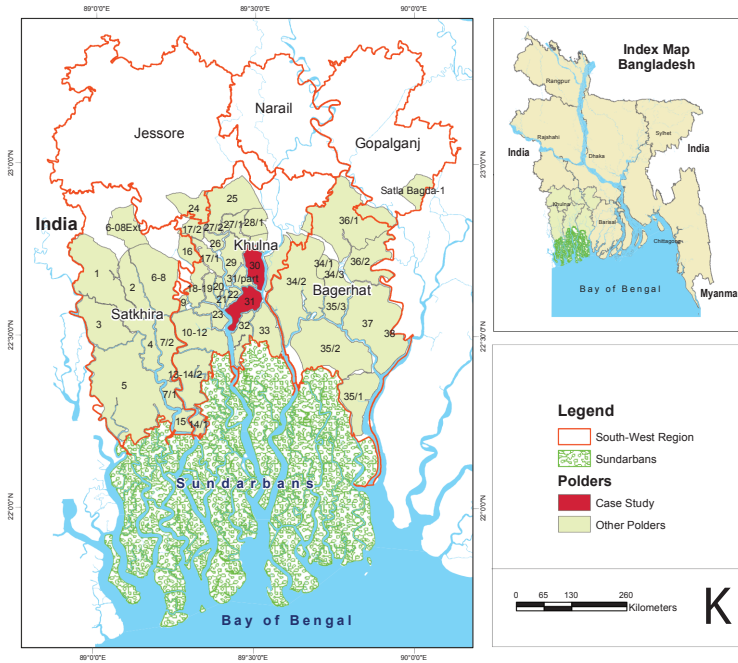 89°0'0"E
89°30'0"E
90°0'0"E
23°0'0"N
22°30'0"N
22°0'0"N
23°0'0"N
22°30'0"N
22°0'0"N
89°0'0"E
89°30'0"E
90°0'0"E
Jessore
Narail
Gopalganj
Satla Bagda-1
India
6-08Ext.
24
25
17/2
27/2
27/1
28/1
36/1
26
Khulna
16
17/1
29
30
34/1
36/2
1
2
6-8
31/part
34/2
34/3
Bagerhat
18-19
20
9
21
22
31
35/3
Satkhira
23
3
10-12
32
33
37
38
4
7/2
35/2
13-14/2
5
7/1
35/1
15
14/1
Sundarbans
Bay of Bengal
Index Map
Bangladesh
Rangpur
Rajshahi
Sylhet
India
Dhaka
India
Khulna
Barisal
Chittagong
Bay of Bengal
Myanmar
Legend
South-West Region
Sundarbans
Polders
Case Study
Other Polders
0 65 130 260
Kilometers
K